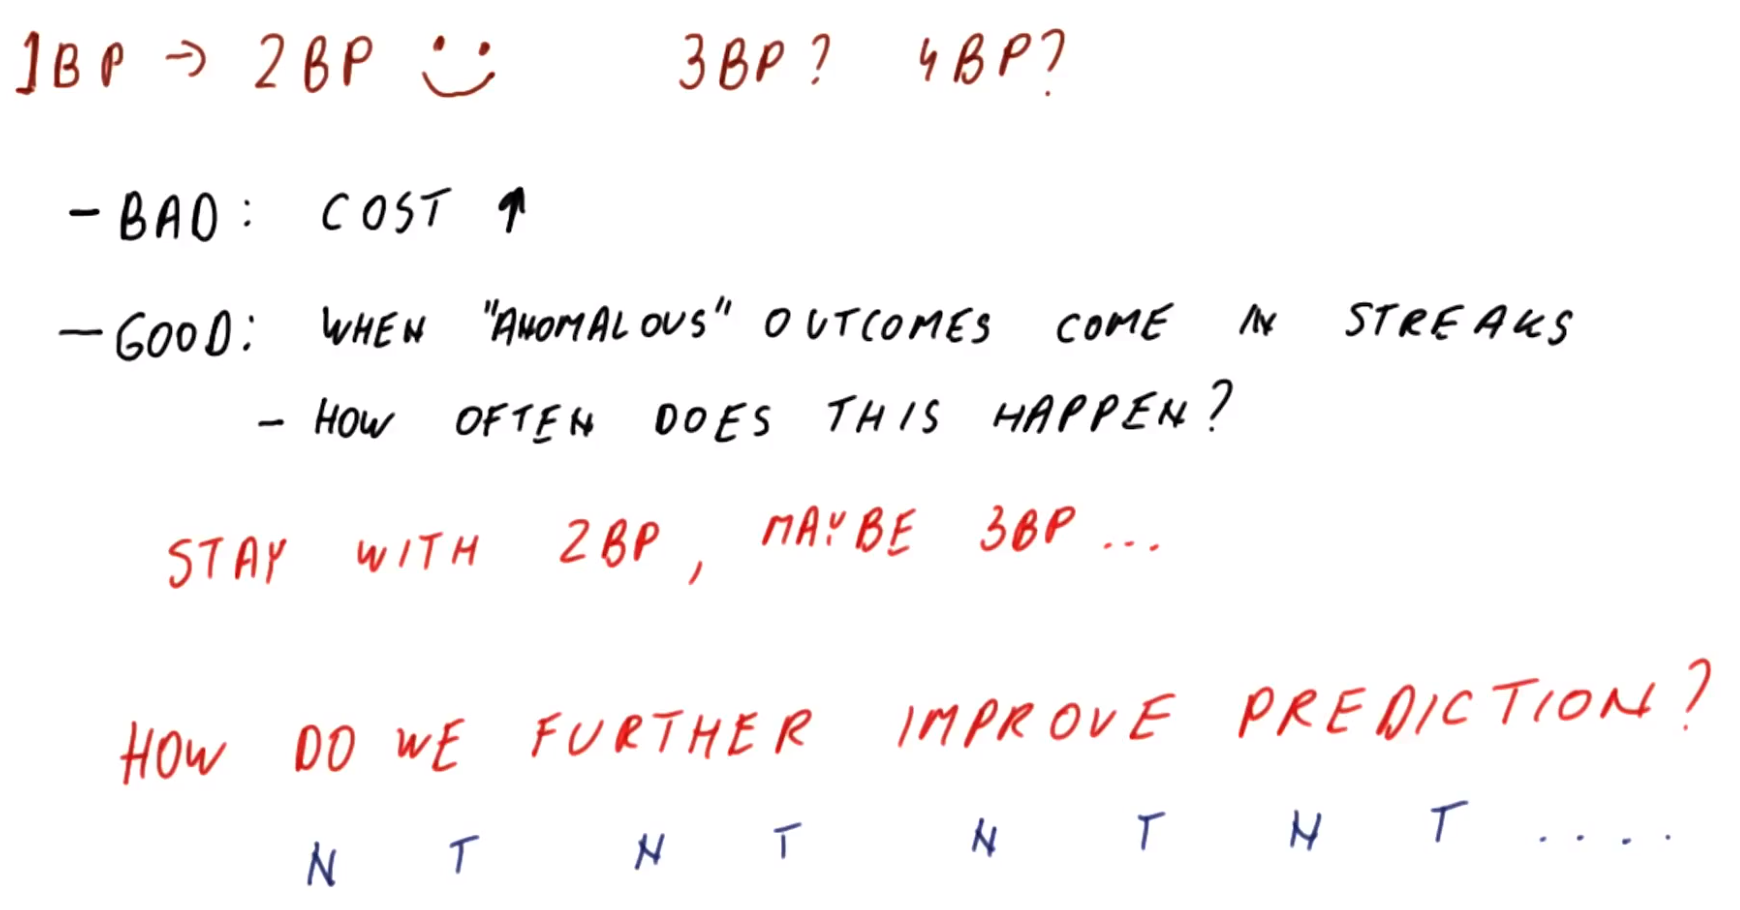 1BP → 2BP 3BP? 4BP?
- BAD: COST ↑
- GOOD: WHEN "ANOMALOUS" OUTCOMES COME IN STREAKS
- HOW OFTEN DOES THIS HAPPEN?
STAY WITH 2BP, MAYBE 3BP ...
HOW DO WE FURTHER IMPROVE PREDICTION?
N T N T N T N T ....